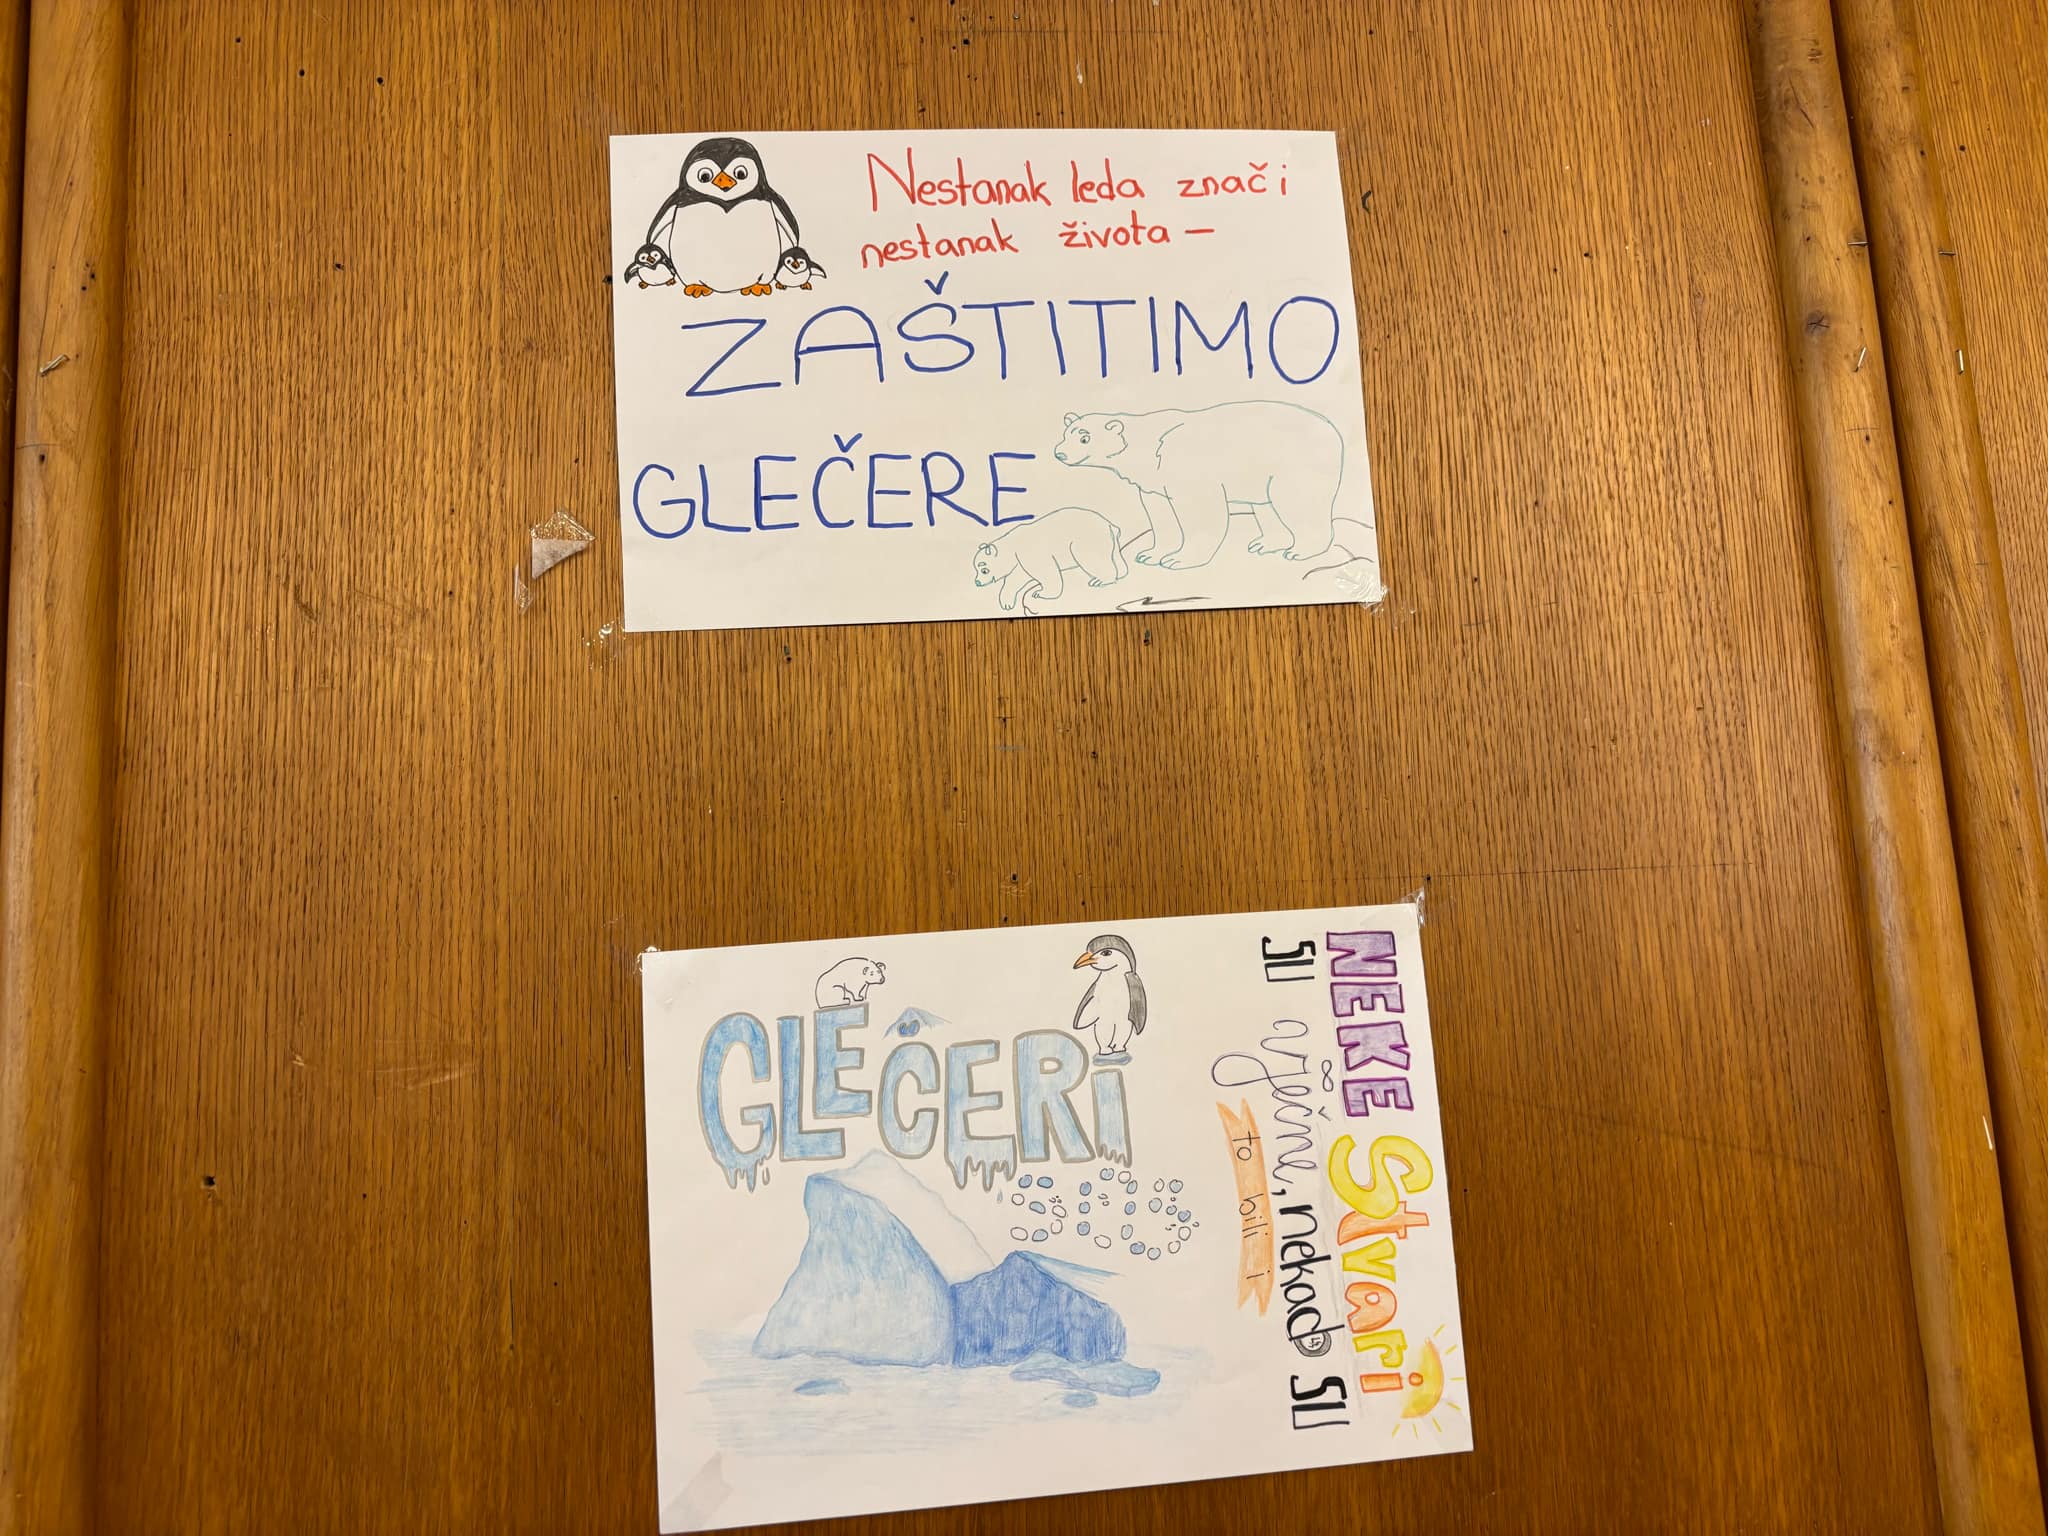 Nestanak leda znači
nestanak života –
ZAŠTITIMO
GLEČERE
NEKE Stvari
SU vječne, nekad SU
to bili i
GLEČERI